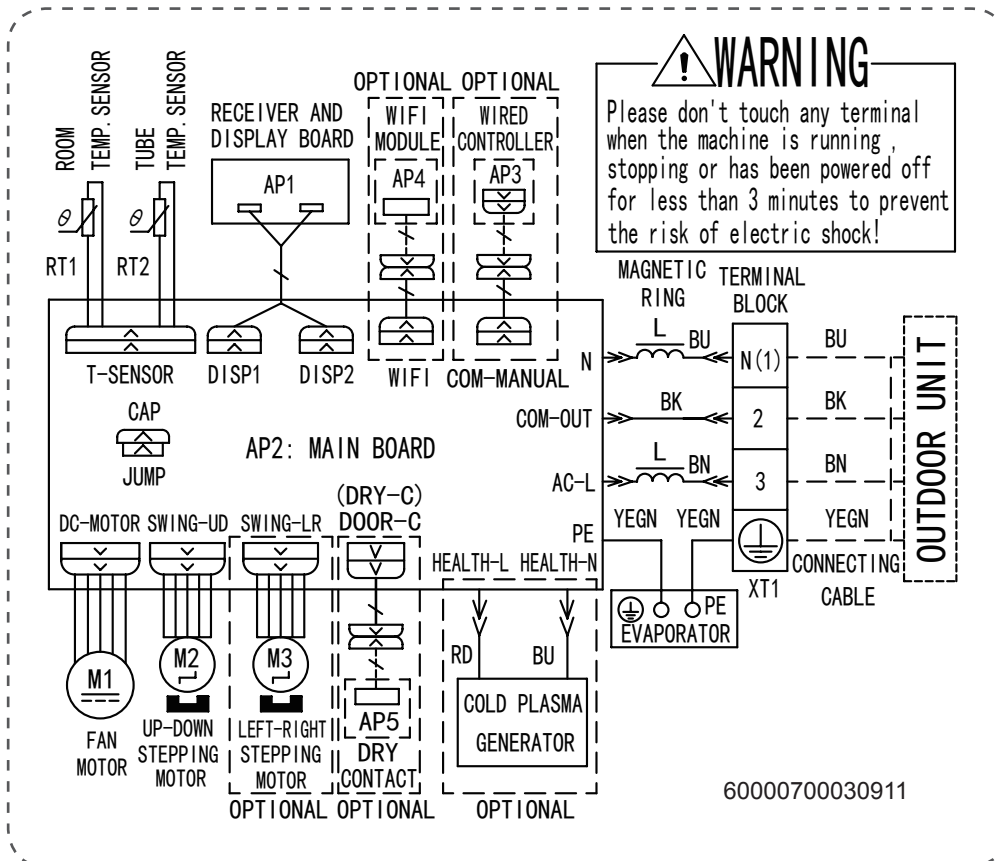 WARNING
Please don't touch any terminal
when the machine is running ,
stopping or has been powered off
for less than 3 minutes to prevent
the risk of electric shock!
ROOM
TEMP. SENSOR
TUBE
TEMP. SENSOR
RECEIVER AND
DISPLAY BOARD
AP1
OPTIONAL
WIFI
MODULE
AP4
OPTIONAL
WIRED
CONTROLLER
AP3
θ
RT1
θ
RT2
T-SENSOR
DISP1
DISP2
WIFI
COM-MANUAL
CAP
JUMP
AP2: MAIN BOARD
MAGNETIC
RING
TERMINAL
BLOCK
N
L
BU
N(1)
BU
COM-OUT
BK
2
BK
AC-L
L
BN
3
BN
PE
YEGN
YEGN
YEGN
XT1
CONNECTING
CABLE
OUTDOOR UNIT
PE
EVAPORATOR
DC-MOTOR
SWING-UD
SWING-LR
(DRY-C)
DOOR-C
HEALTH-L
HEALTH-N
M1
FAN
MOTOR
M2
UP-DOWN
STEPPING
MOTOR
M3
LEFT-RIGHT
STEPPING
MOTOR
OPTIONAL
AP5
DRY
CONTACT
OPTIONAL
RD
BU
COLD PLASMA
GENERATOR
OPTIONAL
60000700030911